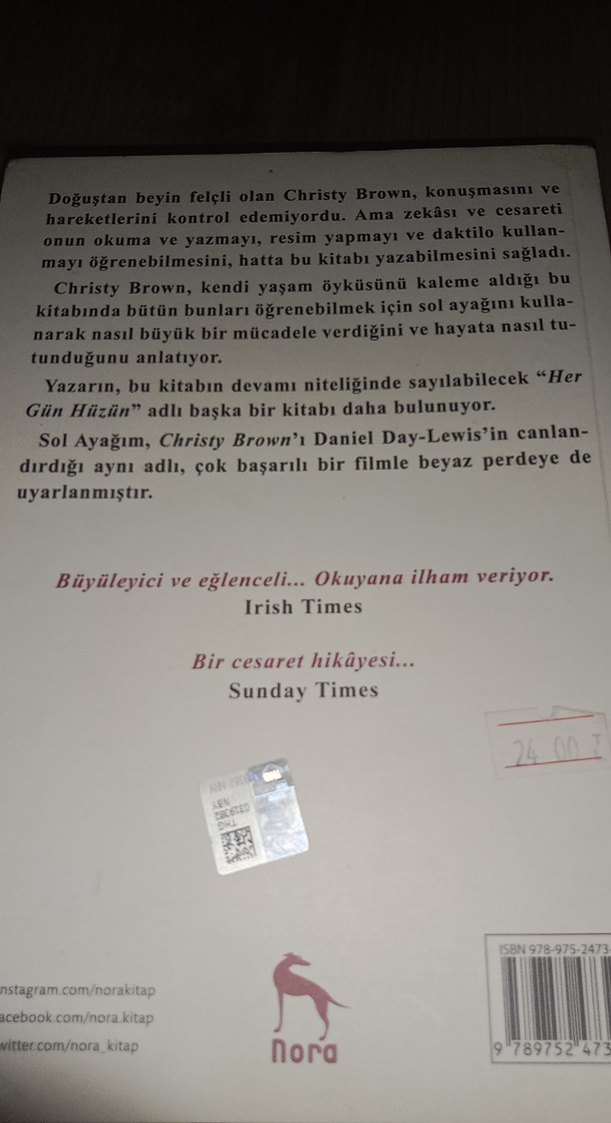 Doğuştan beyin felçli olan Christy Brown, konuşmasını ve
hareketlerini kontrol edemiyordu. Ama zekâsı ve cesareti
onun okuma ve yazmayı, resim yapmayı ve daktilo kullan-
mayı öğrenebilmesini, hatta bu kitabı yazabilmesini sağladı.
Christy Brown, kendi yaşam öyküsünü kaleme aldığı bu
kitabında bütün bunları öğrenebilmek için sol ayağını kulla-
narak nasıl büyük bir mücadele verdiğini ve hayata nasıl tu-
tunduğunu anlatıyor.
Yazarın, bu kitabın devamı niteliğinde sayılabilecek “Her
Gün Hüzün” adlı başka bir kitabı daha bulunuyor.
Sol Ayağım, Christy Brown’ı Daniel Day-Lewis’in canlan-
dırdığı aynı adlı, çok başarılı bir filmle beyaz perdeye de
uyarlanmıştır.
Büyüleyici ve eğlenceli... Okuyana ilham veriyor.
Irish Times
Bir cesaret hikâyesi...
Sunday Times
24 00 T
nstagram.com/norakitap
acebook.com/nora.kitap
witter.com/nora_kitap
nora
ISBN 978-975-2473-
9 789752 473